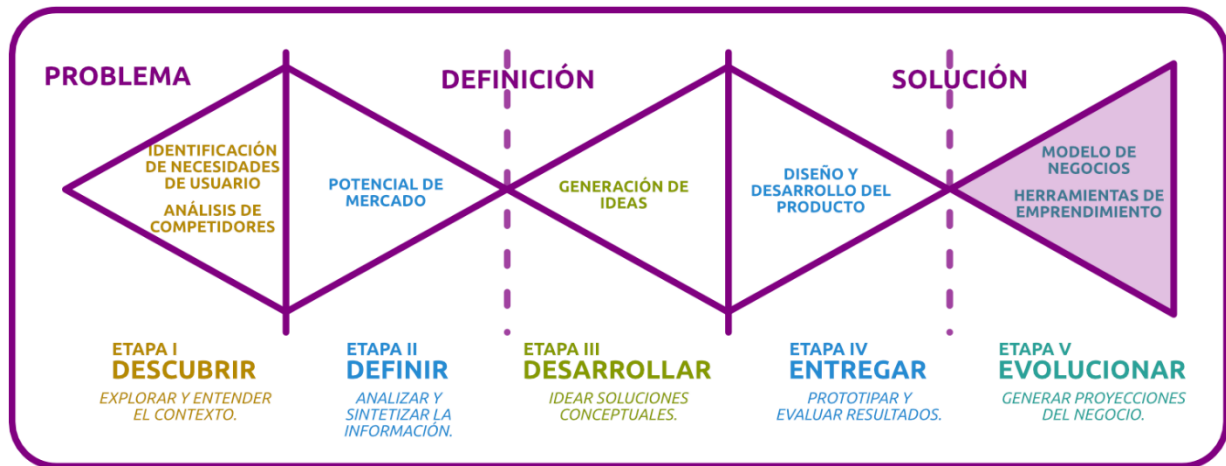 PROBLEMA
DEFINICIÓN
SOLUCIÓN
IDENTIFICACIÓN
DE NECESIDADES
DE USUARIO
ANÁLISIS DE
COMPETIDORES
POTENCIAL DE
MERCADO
GENERACIÓN DE
IDEAS
DISEÑO Y
DESARROLLO DEL
PRODUCTO
MODELO DE
NEGOCIOS
HERRAMIENTAS DE
EMPRENDIMIENTO
ETAPA I
DESCUBRIR
EXPLORAR Y ENTENDER
EL CONTEXTO.
ETAPA II
DEFINIR
ANALIZAR Y
SINTETIZAR LA
INFORMACIÓN.
ETAPA III
DESARROLLAR
IDEAR SOLUCIONES
CONCEPTUALES.
ETAPA IV
ENTREGAR
PROTOTIPAR Y
EVALUAR RESULTADOS.
ETAPA V
EVOLUCIONAR
GENERAR PROYECCIONES
DEL NEGOCIO.